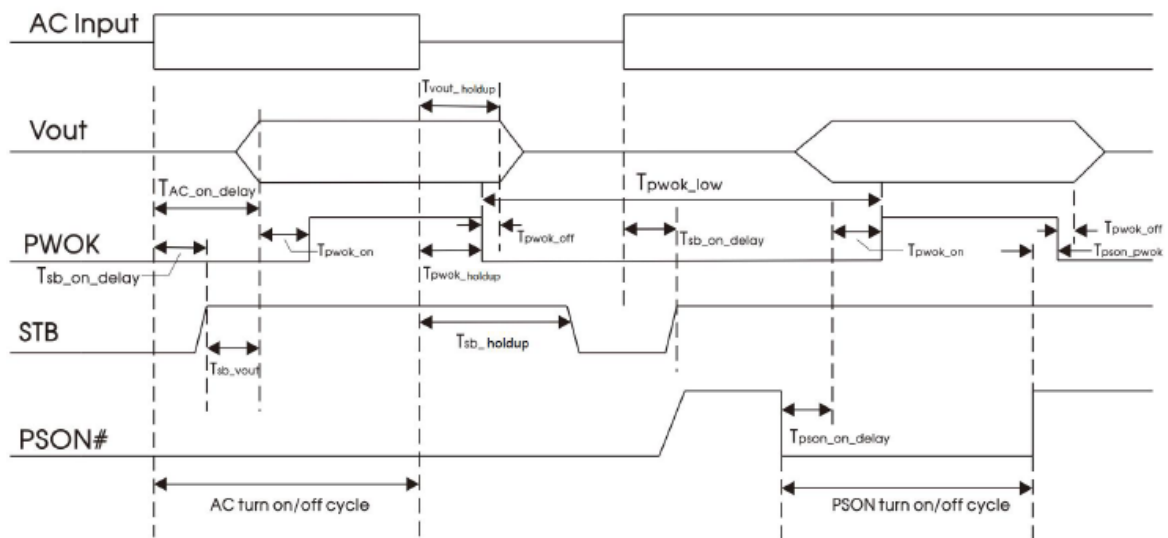 AC Input
Tvout_holdup
Vout
TAC_on_delay
Tpwok_low
PWOK
Tpwok_on
Tpwok_off
Tsb_on_delay
Tpwok_on
Tpwok_off
Tpson_pwok
Tsb_on_delay
Tpwok_holdup
STB
Tsb_vout
Tsb_holdup
PSON#
Tpson_on_delay
AC turn on/off cycle
PSON turn on/off cycle